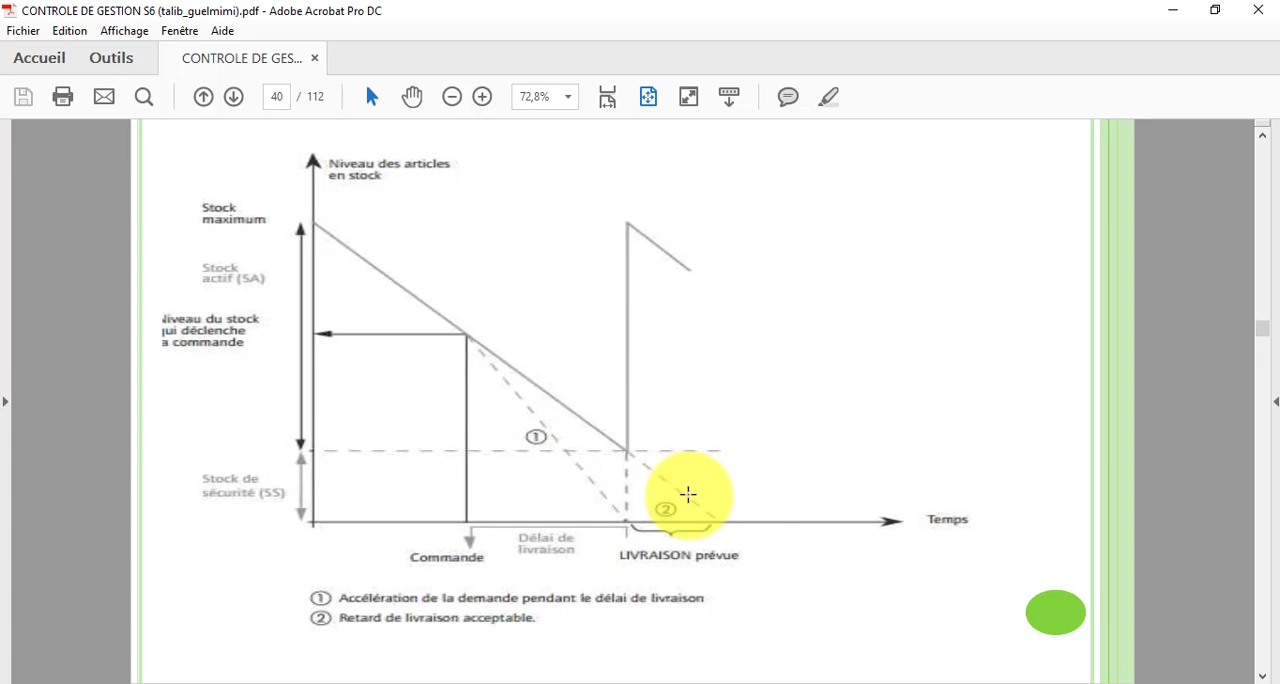 CONTROLE DE GESTION S6 (talib_guelmimi).pdf - Adobe Acrobat Pro DC
Fichier Edition Affichage Fenêtre Aide
Accueil Outils CONTROLE DE GES... ×
40 / 112 72,8%
Niveau des articles
en stock
Stock
maximum
Stock
actif (SA)
Niveau du stock
qui déclenche
a commande
①
Stock de
sécurité (SS)
②
Temps
Délai de
livraison
Commande
LIVRAISON prévue
① Accélération de la demande pendant le délai de livraison
② Retard de livraison acceptable.